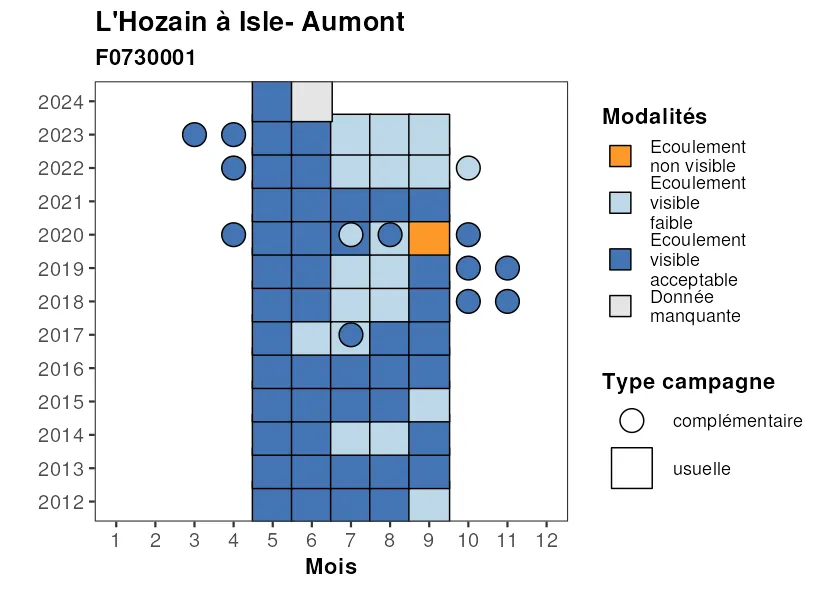 L'Hozain à Isle- Aumont
F0730001
2024
2023
2022
2021
2020
2019
2018
2017
2016
2015
2014
2013
2012
1 2 3 4 5 6 7 8 9 10 11 12
Mois
Modalités
Ecoulement
non visible
Ecoulement
visible
faible
Ecoulement
visible
acceptable
Donnée
manquante
Type campagne
complémentaire
usuelle